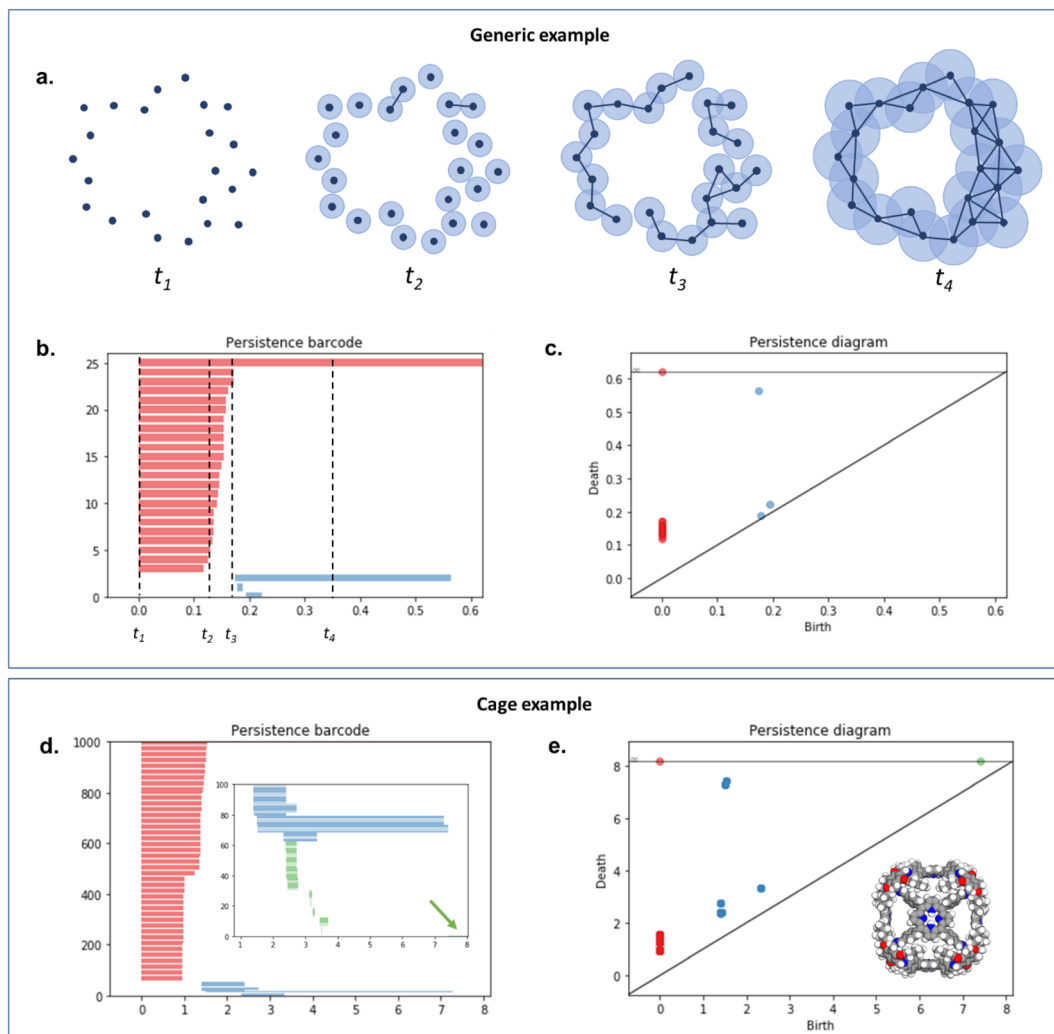 Generic example
a.
t1 t2 t3 t4
b.
Persistence barcode
25
20
15
10
5
0
0.0 0.1 0.2 0.3 0.4 0.5 0.6
t1 t2 t3 t4
c.
Persistence diagram
∞
0.6
0.5
0.4
0.3
0.2
0.1
0.0
Death
0.0 0.1 0.2 0.3 0.4 0.5 0.6
Birth
Cage example
d.
Persistence barcode
1000
800
600
400
200
0
0 1 2 3 4 5 6 7 8
100
80
60
40
20
0
1 2 3 4 5 6 7 8
e.
Persistence diagram
∞
8
6
4
2
0
Death
0 1 2 3 4 5 6 7 8
Birth